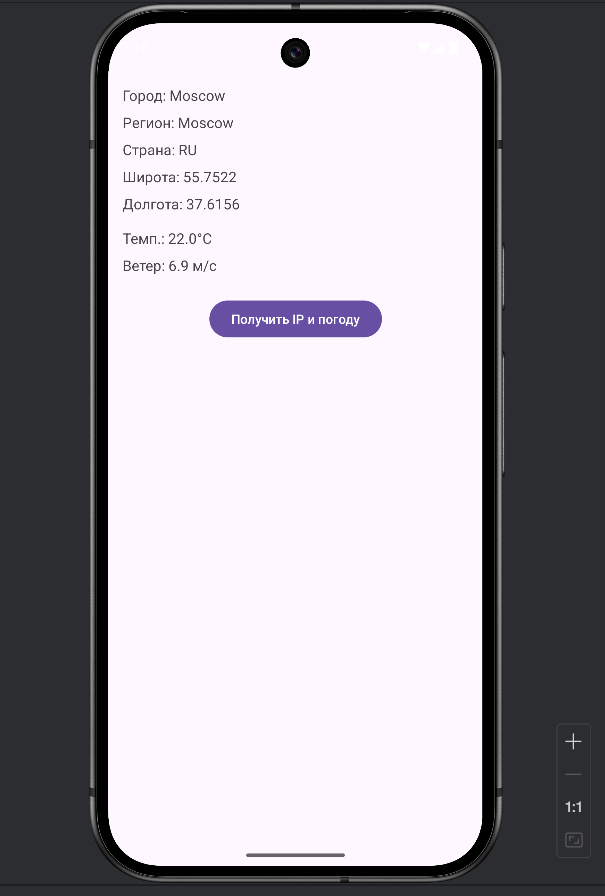 Город: Moscow
Регион: Moscow
Страна: RU
Широта: 55.7522
Долгота: 37.6156
Темп.: 22.0°C
Ветер: 6.9 м/с
Получить IP и погоду
1:1